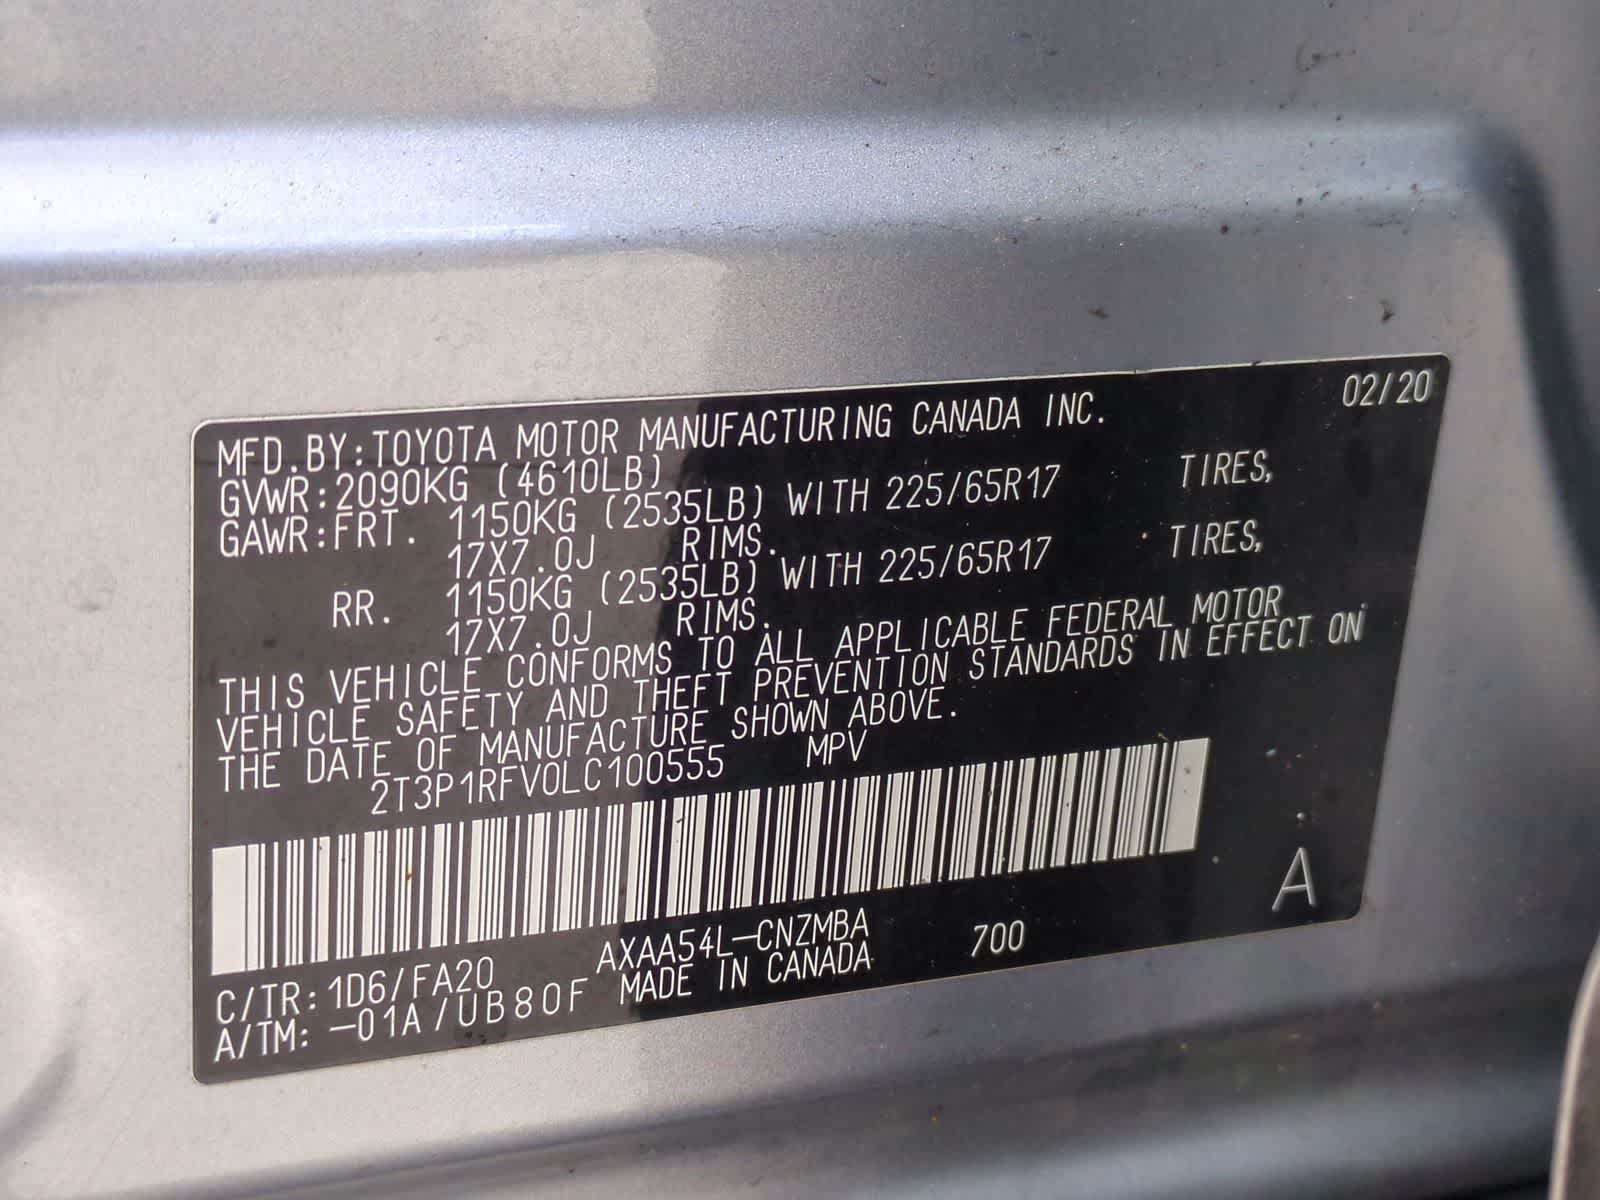 02/20
MFD.BY:TOYOTA MOTOR MANUFACTURING CANADA INC.
GVWR:2090KG (4610LB)
GAWR:FRT. 1150KG (2535LB) WITH 225/65R17 TIRES,
17X7.0J RIMS.
RR. 1150KG (2535LB) WITH 225/65R17 TIRES,
17X7.0J RIMS.
THIS VEHICLE CONFORMS TO ALL APPLICABLE FEDERAL MOTOR
VEHICLE SAFETY AND THEFT PREVENTION STANDARDS IN EFFECT ON
THE DATE OF MANUFACTURE SHOWN ABOVE.
2T3P1RFV0LC100555 MPV
A
C/TR:1D6/FA20 AXAA54L-CNZMBA 700
A/TM: -01A/UB80F MADE IN CANADA